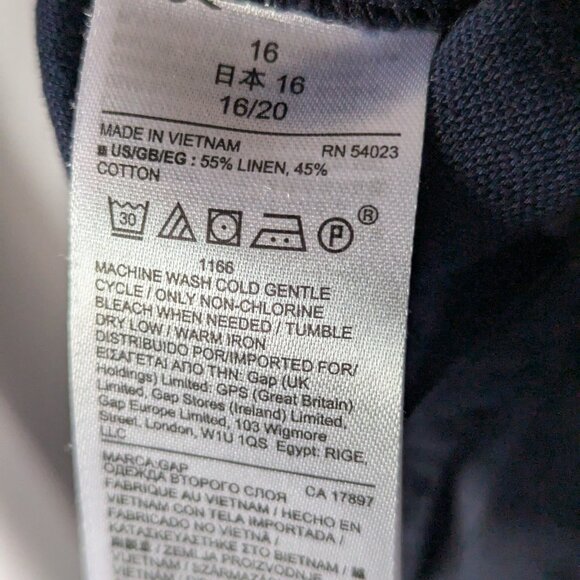 16
日本 16
16/20
MADE IN VIETNAM RN 54023
US/GB/EG : 55% LINEN, 45%
COTTON
30 P ®
1166
MACHINE WASH COLD GENTLE
CYCLE / ONLY NON-CHLORINE
BLEACH WHEN NEEDED / TUMBLE
DRY LOW / WARM IRON
DISTRIBUIDO POR/IMPORTED FOR/
ΕΙΣΑΓΕΤΑΙ ΑΠΟ ΤΗΝ: Gap (UK
Holdings) Limited: GPS (Great Britain)
Limited, Gap Stores (Ireland) Limited,
Gap Europe Limited, 103 Wigmore
Street, London, W1U 1QS Egypt: RIGE,
LLC
MARCA:GAP
ОДЕЖДА ВТОРОГО СЛОЯ CA 17897
FABRIQUE AU VIETNAM / HECHO EN
VIETNAM CON TELA IMPORTADA /
FABRICADO NO VIETNÃ /
ΚΑΤΑΣΚΕΥΑΣΤΗΚΕ ΣΤΟ ΒΙΕΤΝΑΜ /
/ ZEMLJA PROIZVODNJE
VIJETNAM / SZÁRMAZÁSI